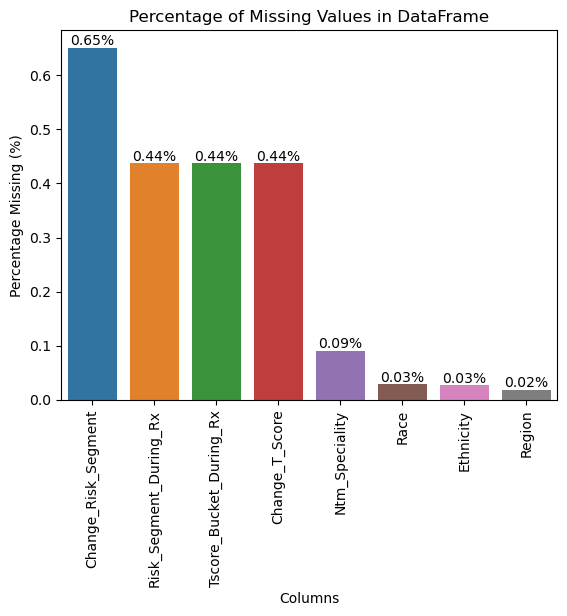 Percentage of Missing Values in DataFrame
Percentage Missing (%)
0.6
0.5
0.4
0.3
0.2
0.1
0.0
0.65%
0.44%
0.44%
0.44%
0.09%
0.03%
0.03%
0.02%
Change_Risk_Segment
Risk_Segment_During_Rx
Tscore_Bucket_During_Rx
Change_T_Score
Ntm_Speciality
Race
Ethnicity
Region
Columns